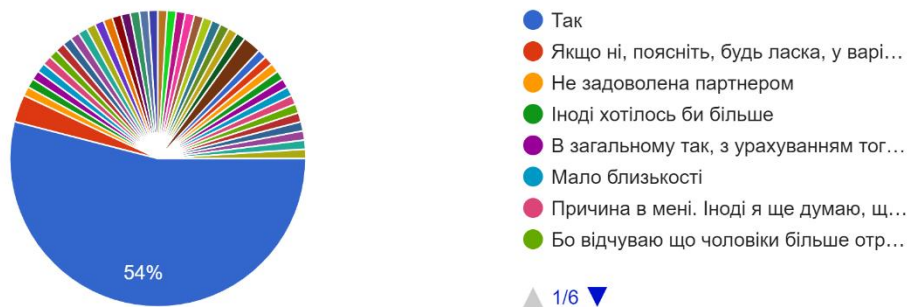 54%
Так
Якщо ні, поясніть, будь ласка, у варі…
Не задоволена партнером
Іноді хотілось би більше
В загальному так, з урахуванням тог…
Мало близькості
Причина в мені. Іноді я ще думаю, щ…
Бо відчуваю що чоловіки більше отр…
1/6